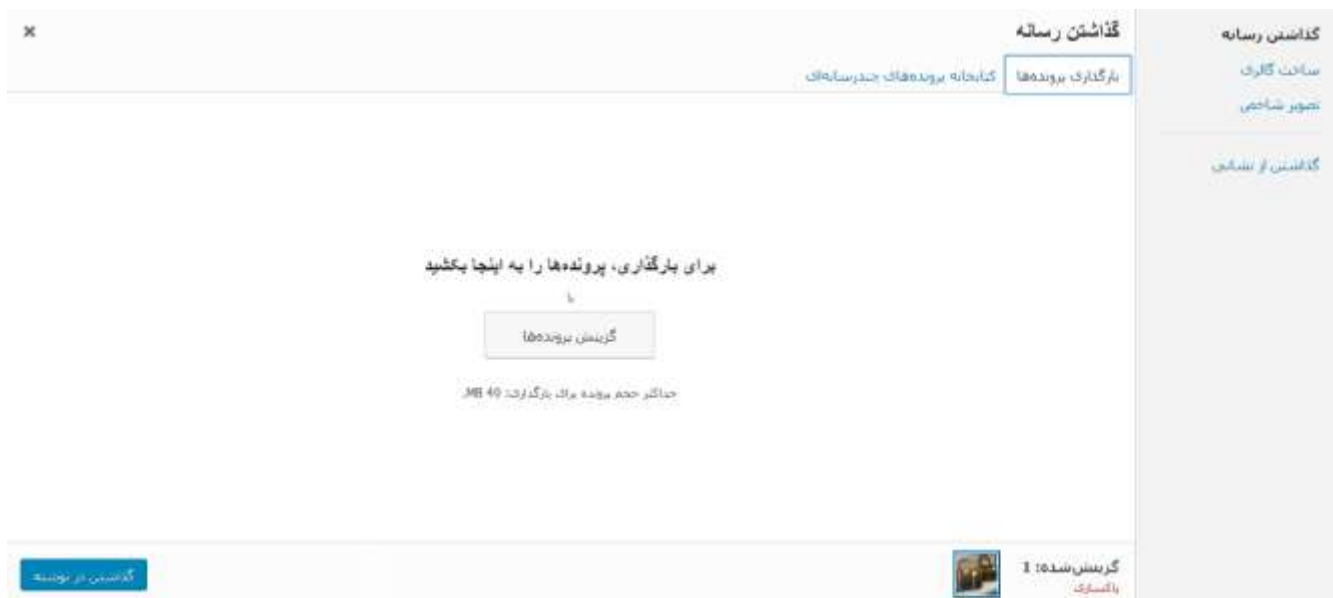 گذاشتن رسانه
ساخت گالری
تصویر شاخص
گذاشتن از نشانی
گذاشتن رسانه
×
بارگذاری پرونده‌ها
کتابخانه پرونده‌های چندرسانه‌ای
برای بارگذاری، پرونده‌ها را به اینجا بکشید
یا
گزینش پرونده‌ها
حداکثر حجم پرونده برای بارگذاری: 40 MB.
گزینش‌شده: 1
پاکسازی
گذاشتن در نوشته